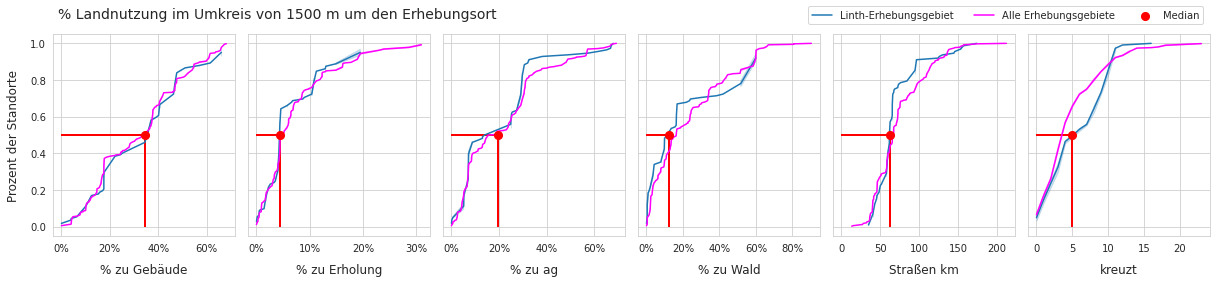 % Landnutzung im Umkreis von 1500 m um den Erhebungsort
Linth-Erhebungsgebiet Alle Erhebungsgebiete Median
Prozent der Standorte
1.0
0.8
0.6
0.4
0.2
0.0
0% 20% 40% 60%
% zu Gebäude
0% 10% 20% 30%
% zu Erholung
0% 20% 40% 60%
% zu ag
0% 20% 40% 60% 80%
% zu Wald
0 50 100 150 200
Straßen km
0 5 10 15 20
kreuzt